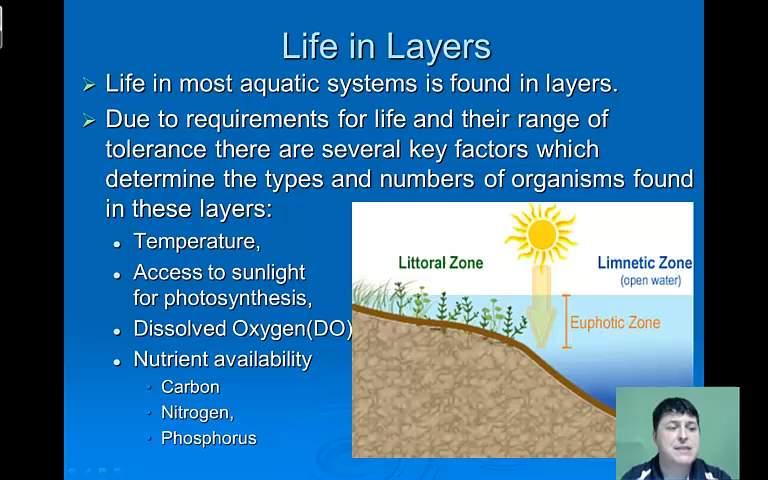 Life in Layers
Life in most aquatic systems is found in layers.
Due to requirements for life and their range of
tolerance there are several key factors which
determine the types and numbers of organisms found
in these layers:
Temperature,
Access to sunlight
for photosynthesis,
Dissolved Oxygen(DO)
Nutrient availability
Carbon
Nitrogen,
Phosphorus
Littoral Zone
Limnetic Zone
(open water)
Euphotic Zone